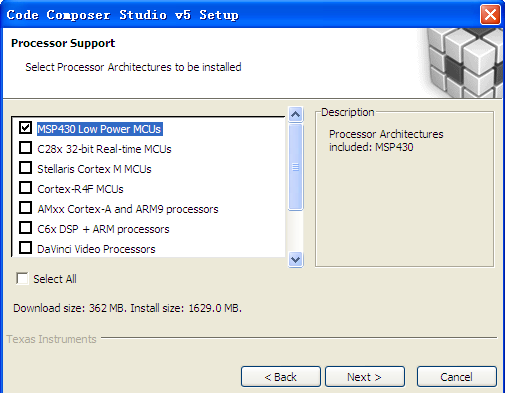 Code Composer Studio v5 Setup
Processor Support
Select Processor Architectures to be installed
MSP430 Low Power MCUs
C28x 32-bit Real-time MCUs
Stellaris Cortex M MCUs
Cortex-R4F MCUs
AMxx Cortex-A and ARM9 processors
C6x DSP + ARM processors
DaVinci Video Processors
Description
Processor Architectures
included: MSP430
Select All
Download size: 362 MB. Install size: 1629.0 MB.
Texas Instruments
< Back
Next >
Cancel